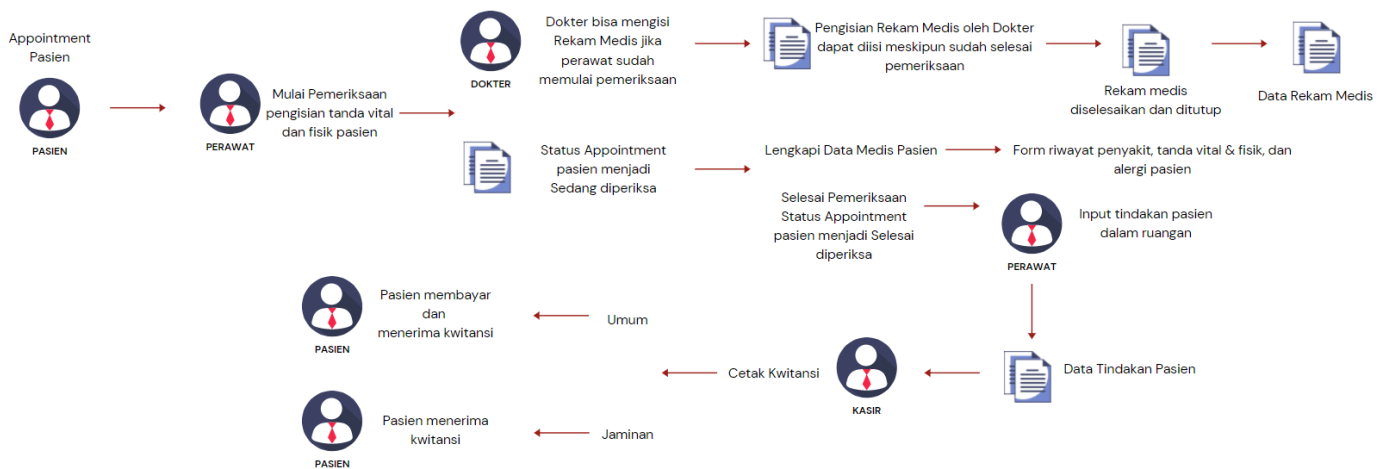 Appointment
Pasien
PASIEN
PERAWAT
Mulai Pemeriksaan
pengisian tanda vital
dan fisik pasien
DOKTER
Dokter bisa mengisi
Rekam Medis jika
perawat sudah
memulai pemeriksaan
Pengisian Rekam Medis oleh Dokter
dapat diisi meskipun sudah selesai
pemeriksaan
Rekam medis
diselesaikan dan ditutup
Data Rekam Medis
Status Appointment
pasien menjadi
Sedang diperiksa
Lengkapi Data Medis Pasien
Form riwayat penyakit, tanda vital & fisik, dan
alergi pasien
Selesai Pemeriksaan
Status Appointment
pasien menjadi Selesai
diperiksa
PERAWAT
Input tindakan pasien
dalam ruangan
Data Tindakan Pasien
KASIR
Cetak Kwitansi
Umum
Pasien membayar
dan
menerima kwitansi
PASIEN
Jaminan
Pasien menerima
kwitansi
PASIEN